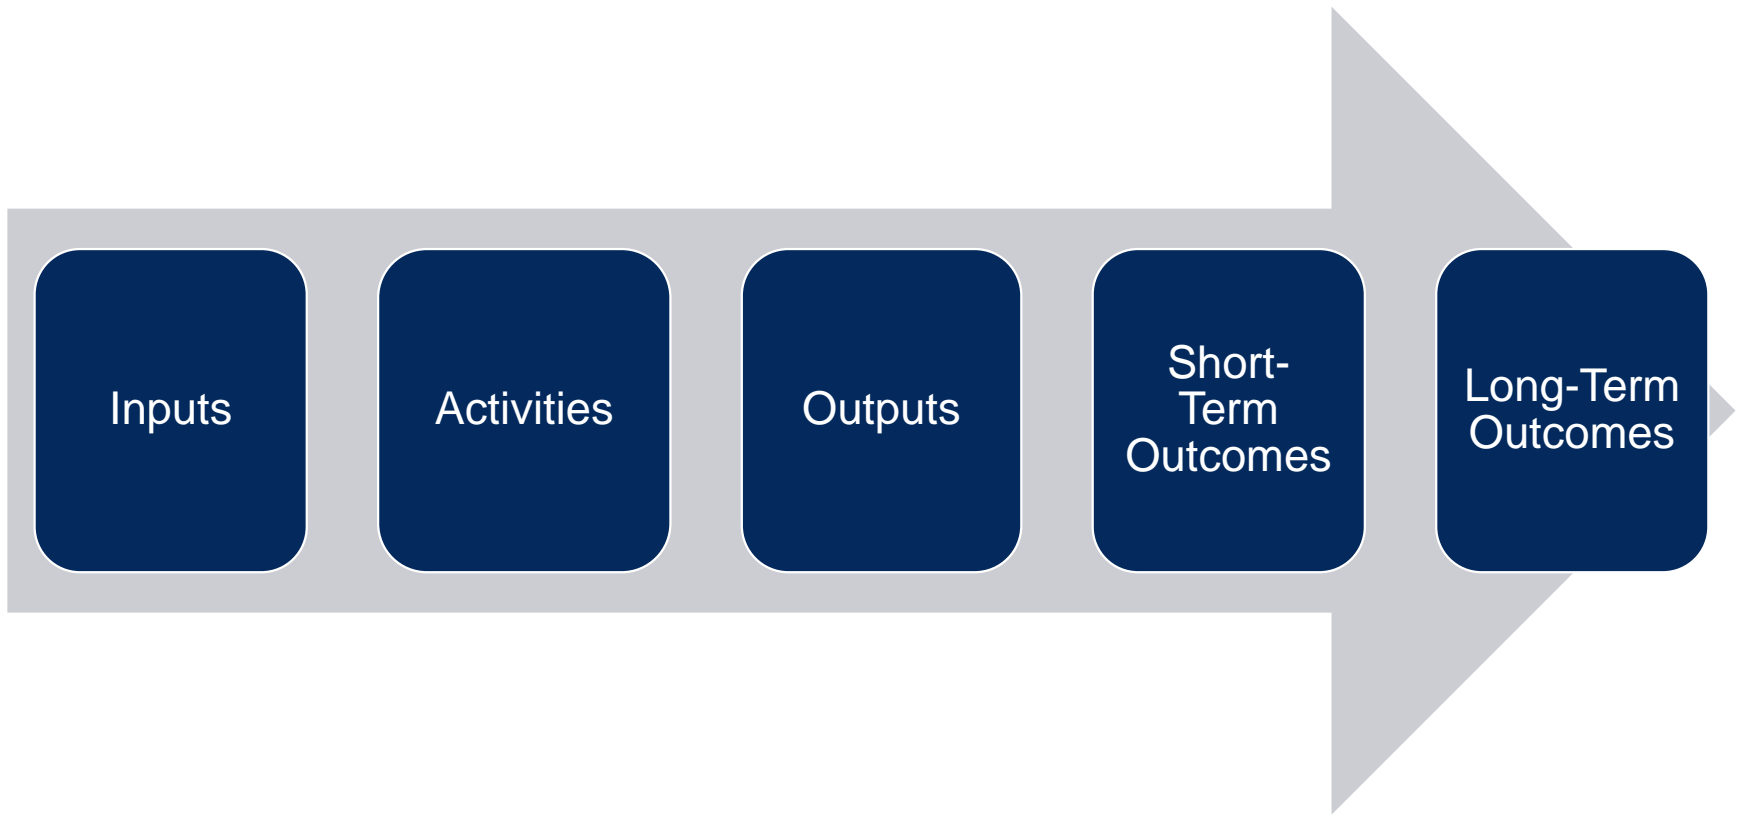 Inputs
Activities
Outputs
Short-
Term
Outcomes
Long-Term
Outcomes